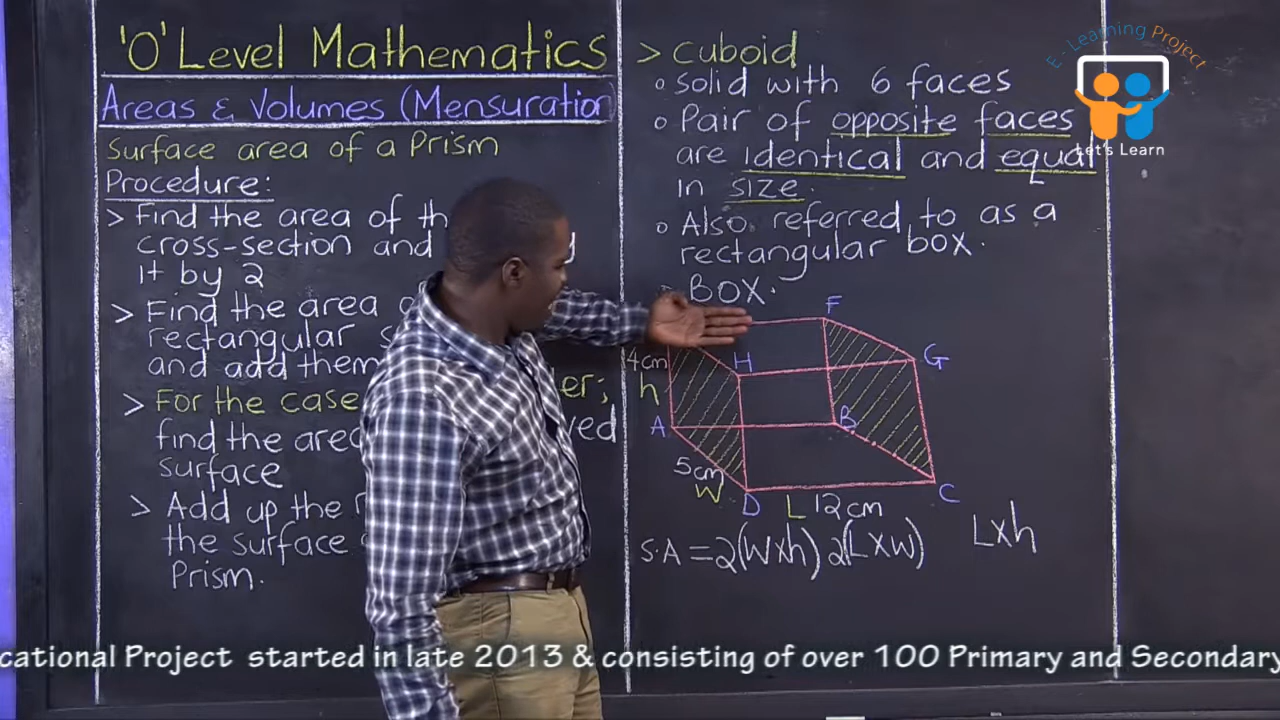 'O' Level Mathematics
Areas & Volumes (Mensuration
Surface area of a Prism
Procedure:
> Find the area of th
cross-section and
it by 2
> Find the area
rectangular s
and add them
> For the case er;
find the area ved
surface
> Add up the
the surface
Prism.
> cuboid
o solid with 6 faces
o Pair of opposite faces
are identical and equal
in size.
o Also referred to as a
rectangular box.
Box.
F
H
G
4cm
h
A
B
5cm
W
D
L 12cm
C
S.A = 2(W x h) 2(L x W) L x h
E - Learning Project
Let's Learn
cational Project started in late 2013 & consisting of over 100 Primary and Secondary